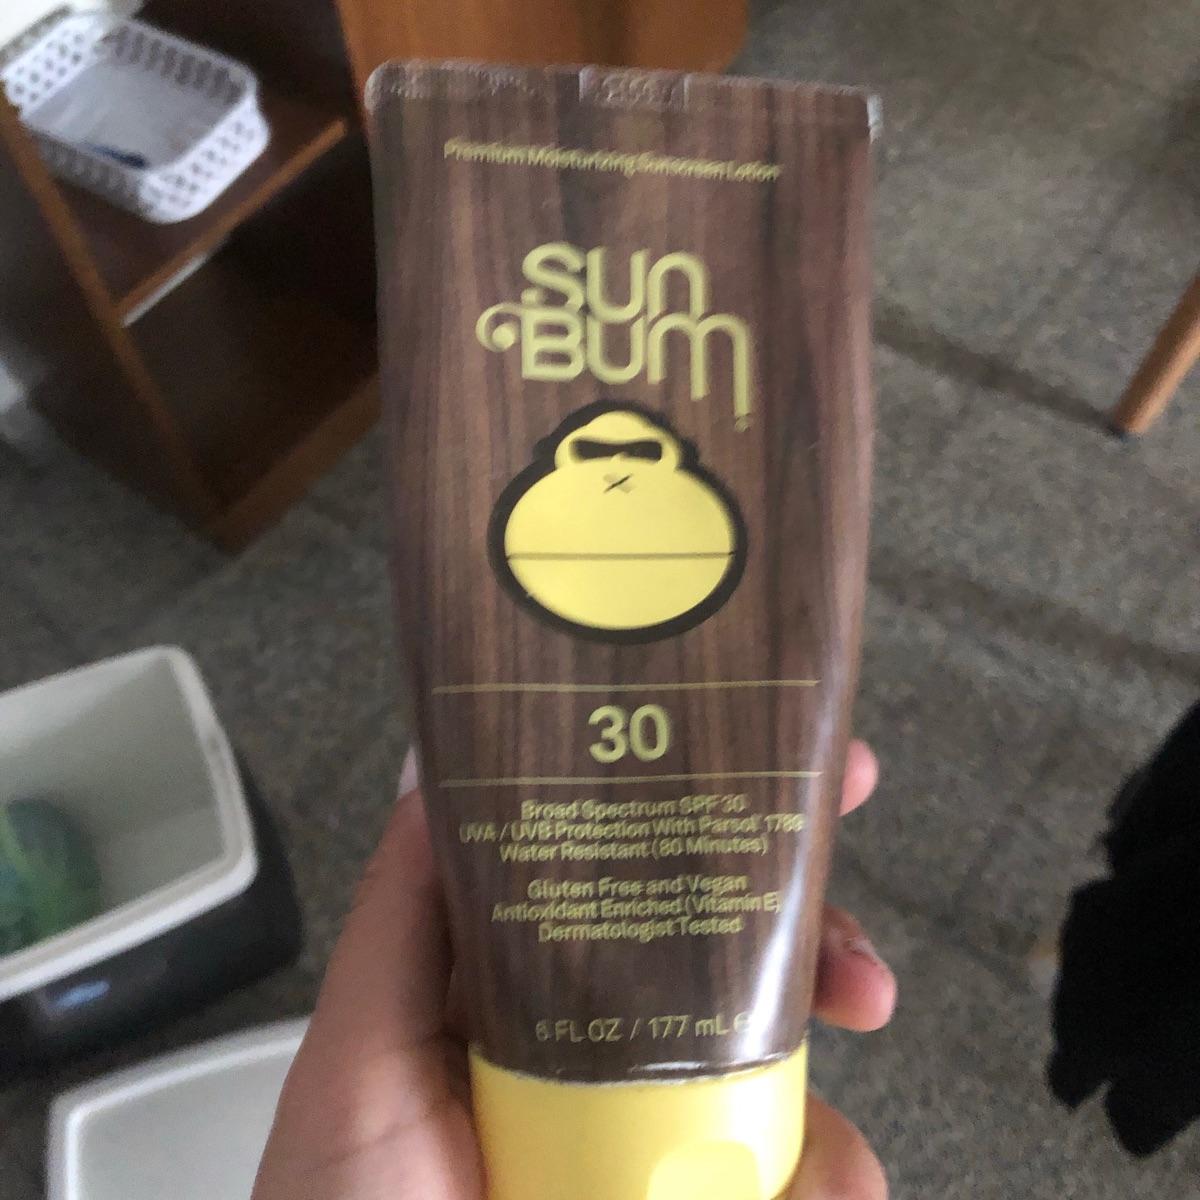 Premium Moisturizing Sunscreen Lotion
SUN
BUM
30
Broad Spectrum SPF 30
UVA / UVB Protection With Parsol® 1789
Water Resistant (80 Minutes)
Gluten Free and Vegan
Antioxidant Enriched (Vitamin E)
Dermatologist Tested
6 FL OZ / 177 mL e